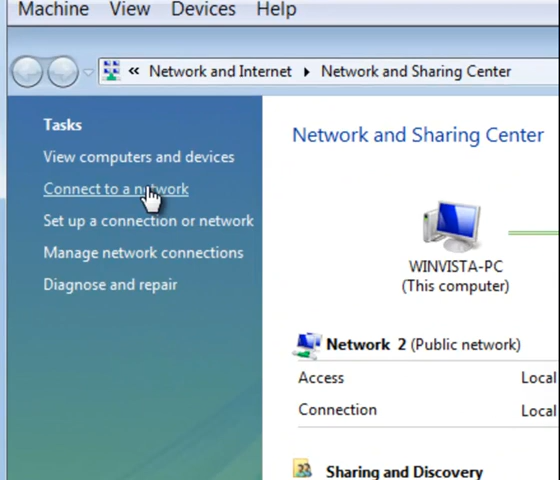 Machine View Devices Help
« Network and Internet ▸ Network and Sharing Center
Tasks
View computers and devices
Connect to a network
Set up a connection or network
Manage network connections
Diagnose and repair
Network and Sharing Center
WINVISTA-PC
(This computer)
Network 2 (Public network)
Access Local
Connection Local
Sharing and Discovery